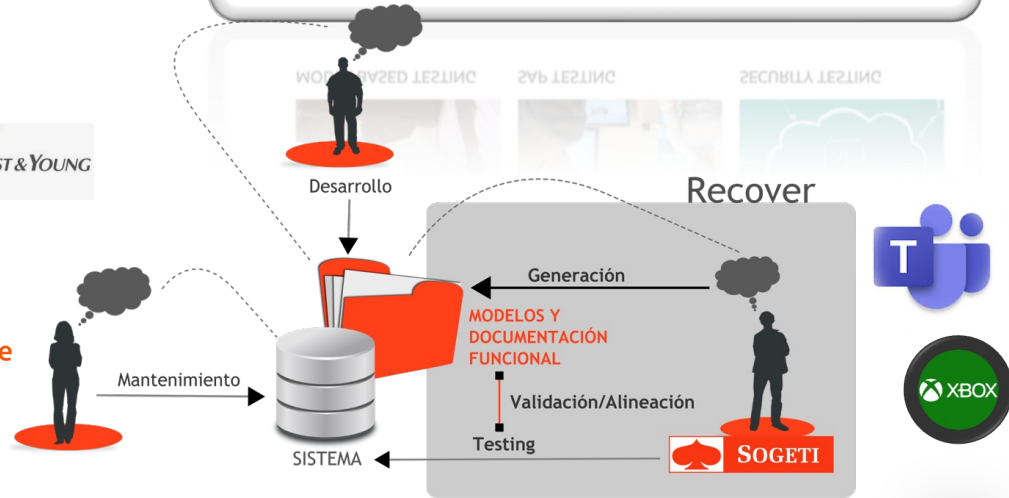 MODEL BASED TESTING
SAP TESTING
SECURITY TESTING
ST & YOUNG
Desarrollo
Recover
T
Generación
MODELOS Y
DOCUMENTACIÓN
FUNCIONAL
e
Mantenimiento
Validación/Alineación
XBOX
Testing
SOGETI
SISTEMA